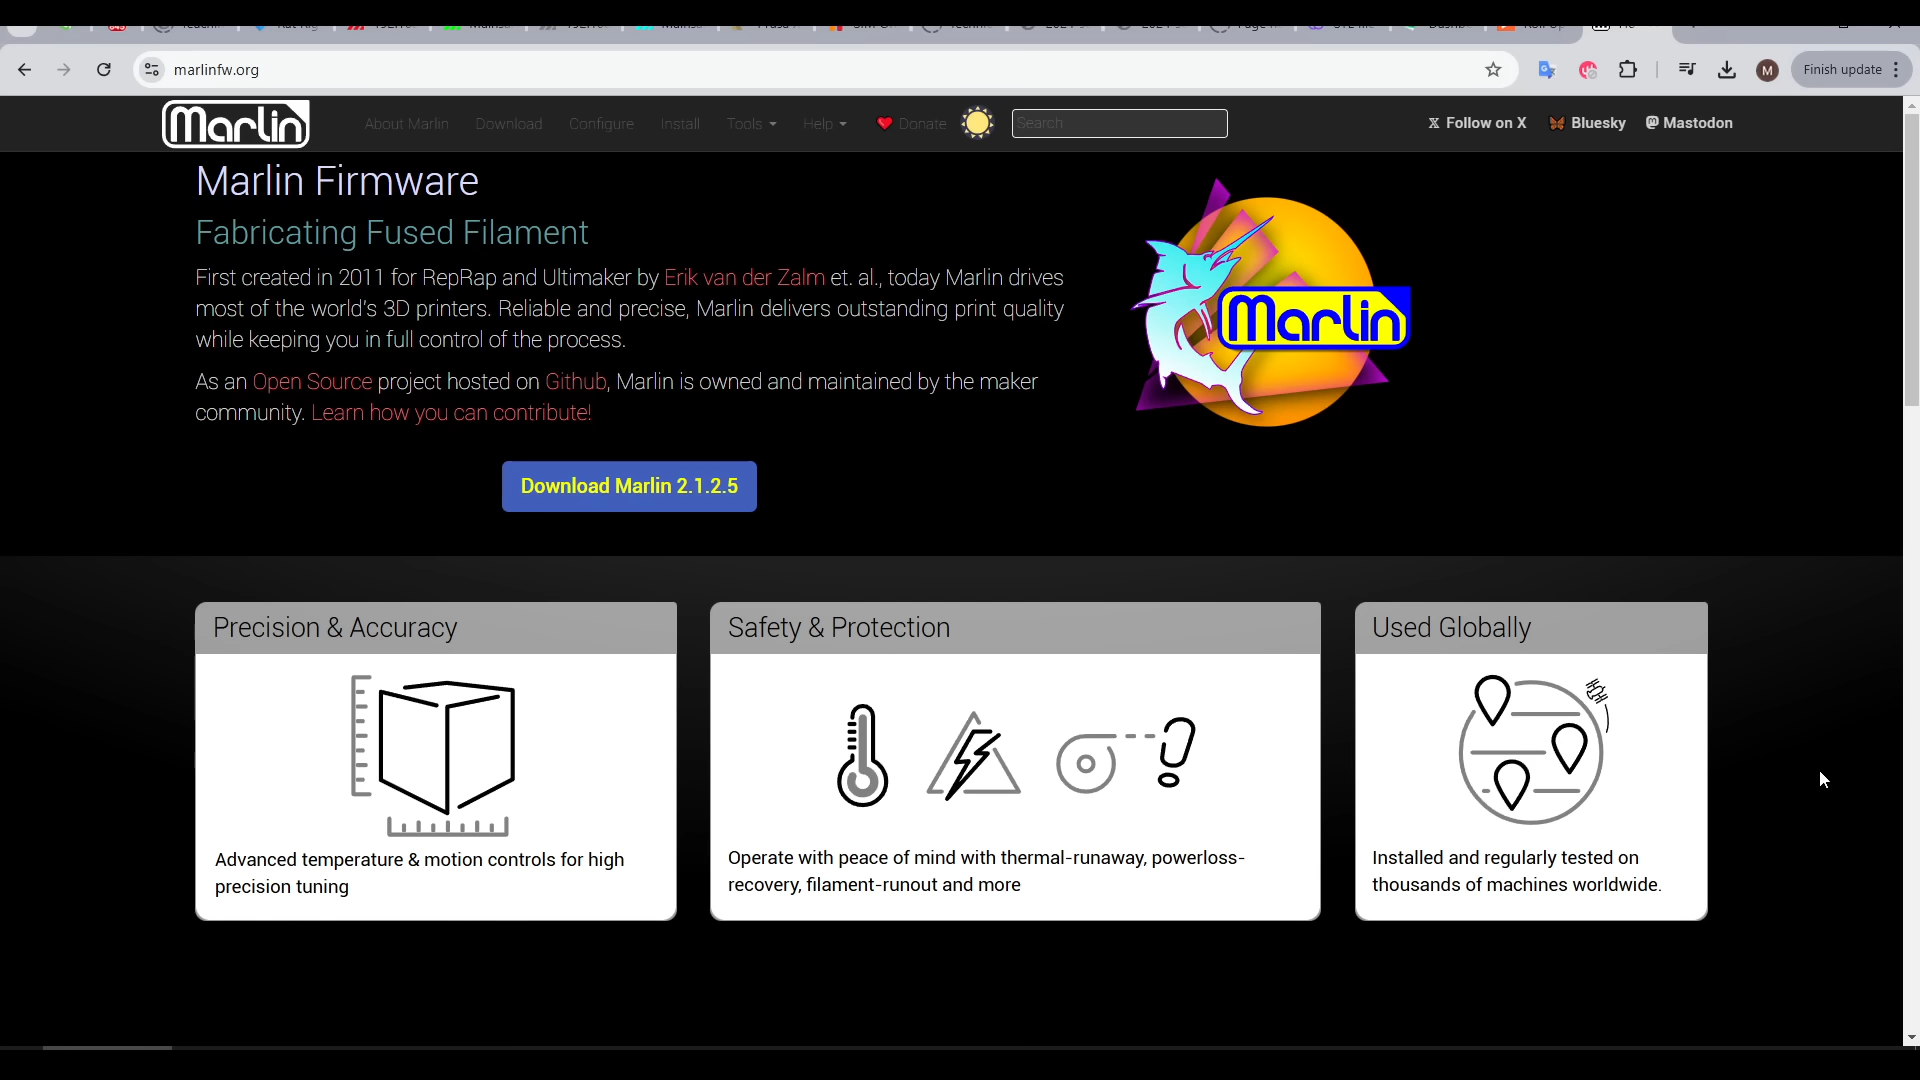 marlinfw.org
Finish update
M
Marlin
About Marlin Download Configure Install Tools Help Donate Search Follow on X Bluesky Mastodon
Marlin Firmware
Fabricating Fused Filament
First created in 2011 for RepRap and Ultimaker by Erik van der Zalm et. al., today Marlin drives
most of the world's 3D printers. Reliable and precise, Marlin delivers outstanding print quality
while keeping you in full control of the process.
As an Open Source project hosted on Github, Marlin is owned and maintained by the maker
community. Learn how you can contribute!
Marlin
Download Marlin 2.1.2.5
Precision & Accuracy
Advanced temperature & motion controls for high
precision tuning
Safety & Protection
Operate with peace of mind with thermal-runaway, powerloss-
recovery, filament-runout and more
Used Globally
Installed and regularly tested on
thousands of machines worldwide.